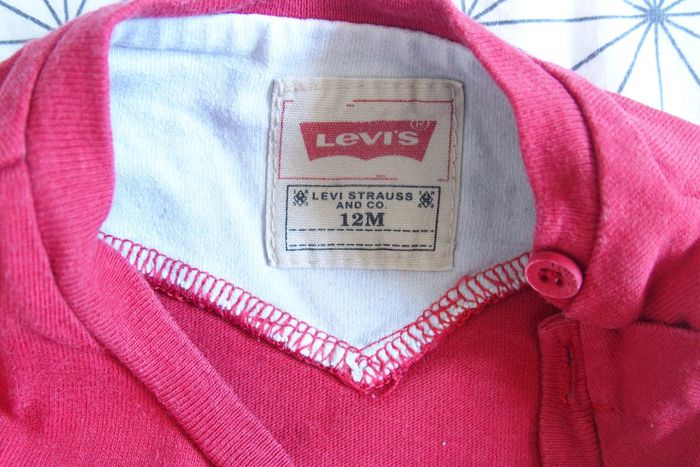 LEVI'S
(R)
LEVI STRAUSS
AND CO.
12M